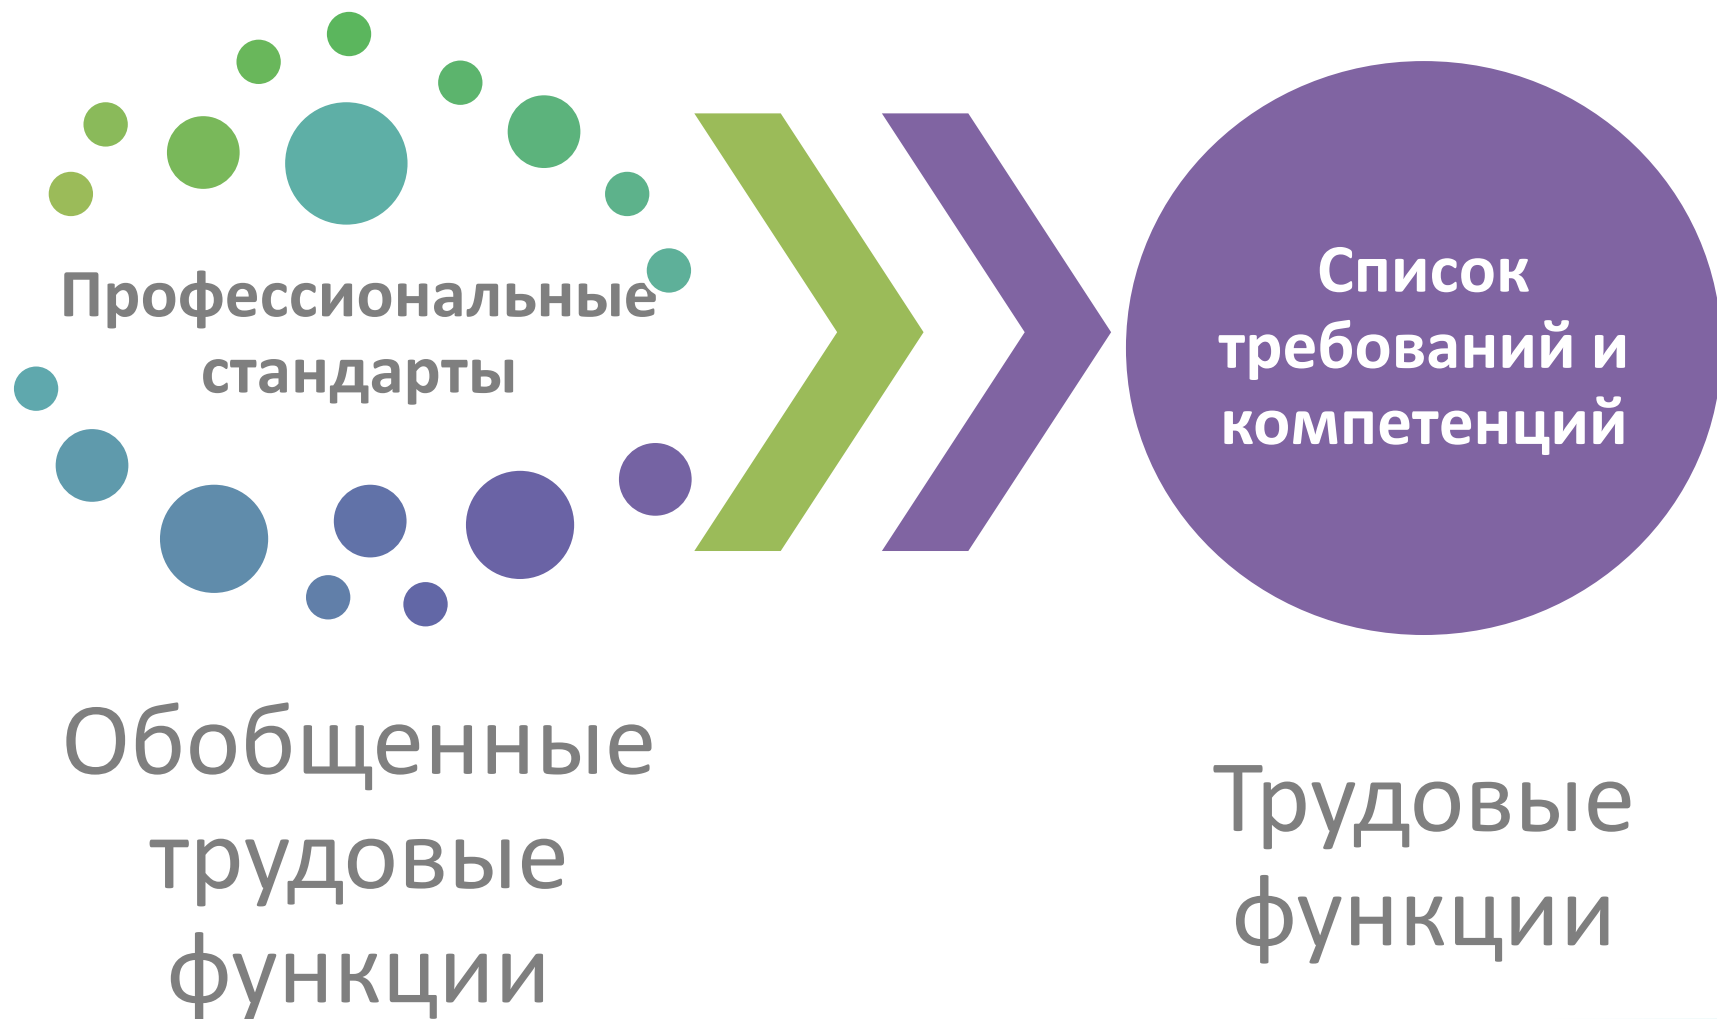 Профессиональные
стандарты
Список
требований и
компетенций
Обобщенные
трудовые
функции
Трудовые
функции